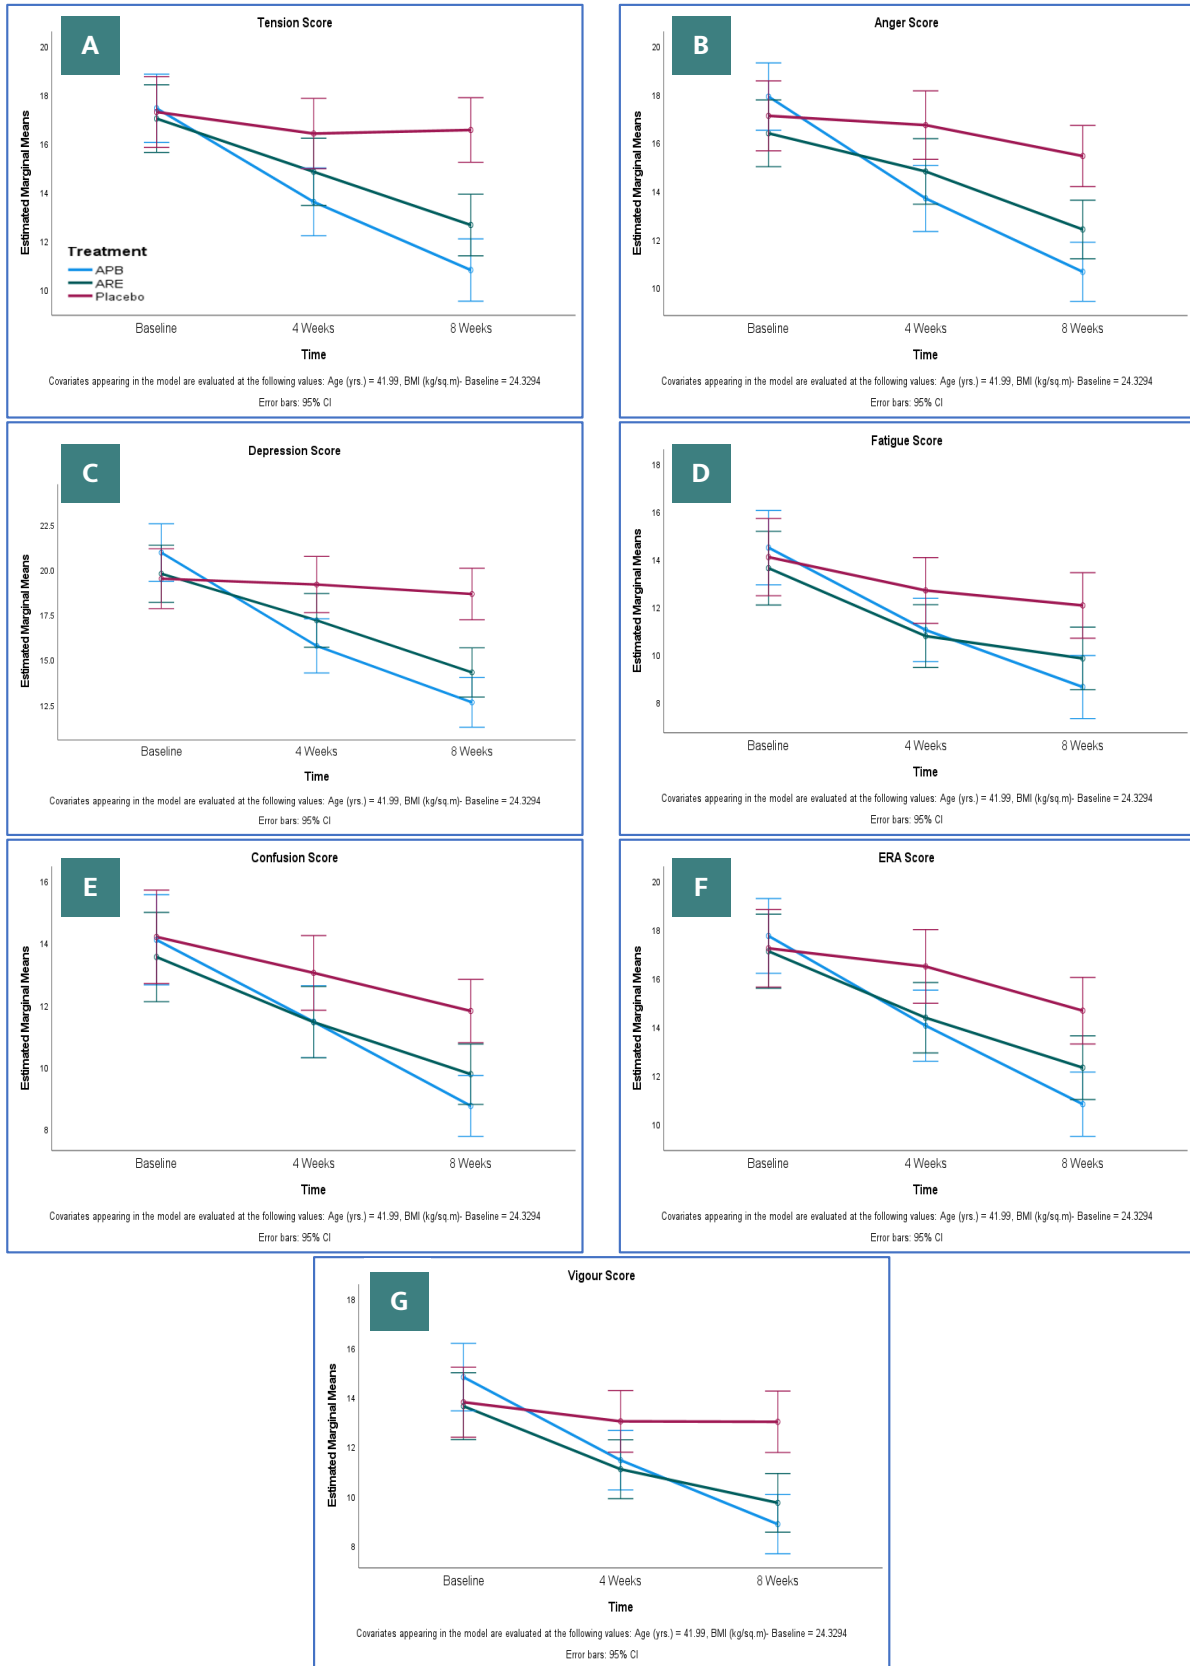 Tension Score
A
Estimated Marginal Means
20
18
16
14
12
10
Treatment
APB
ARE
Placebo
Baseline
4 Weeks
8 Weeks
Time
Covariates appearing in the model are evaluated at the following values: Age (yrs.) = 41.99, BMI (kg/sq.m)- Baseline = 24.3294
Error bars: 95% CI
Anger Score
B
Estimated Marginal Means
20
18
16
14
12
10
Baseline
4 Weeks
8 Weeks
Time
Covariates appearing in the model are evaluated at the following values: Age (yrs.) = 41.99, BMI (kg/sq.m)- Baseline = 24.3294
Error bars: 95% CI
Depression Score
C
Estimated Marginal Means
22.5
20.0
17.5
15.0
12.5
Baseline
4 Weeks
8 Weeks
Time
Covariates appearing in the model are evaluated at the following values: Age (yrs.) = 41.99, BMI (kg/sq.m)- Baseline = 24.3294
Error bars: 95% CI
Fatigue Score
D
Estimated Marginal Means
18
16
14
12
10
8
Baseline
4 Weeks
8 Weeks
Time
Covariates appearing in the model are evaluated at the following values: Age (yrs.) = 41.99, BMI (kg/sq.m)- Baseline = 24.3294
Error bars: 95% CI
Confusion Score
E
Estimated Marginal Means
16
14
12
10
8
Baseline
4 Weeks
8 Weeks
Time
Covariates appearing in the model are evaluated at the following values: Age (yrs.) = 41.99, BMI (kg/sq.m)- Baseline = 24.3294
Error bars: 95% CI
ERA Score
F
Estimated Marginal Means
20
18
16
14
12
10
Baseline
4 Weeks
8 Weeks
Time
Covariates appearing in the model are evaluated at the following values: Age (yrs.) = 41.99, BMI (kg/sq.m)- Baseline = 24.3294
Error bars: 95% CI
Vigour Score
G
Estimated Marginal Means
18
16
14
12
10
8
Baseline
4 Weeks
8 Weeks
Time
Covariates appearing in the model are evaluated at the following values: Age (yrs.) = 41.99, BMI (kg/sq.m)- Baseline = 24.3294
Error bars: 95% CI